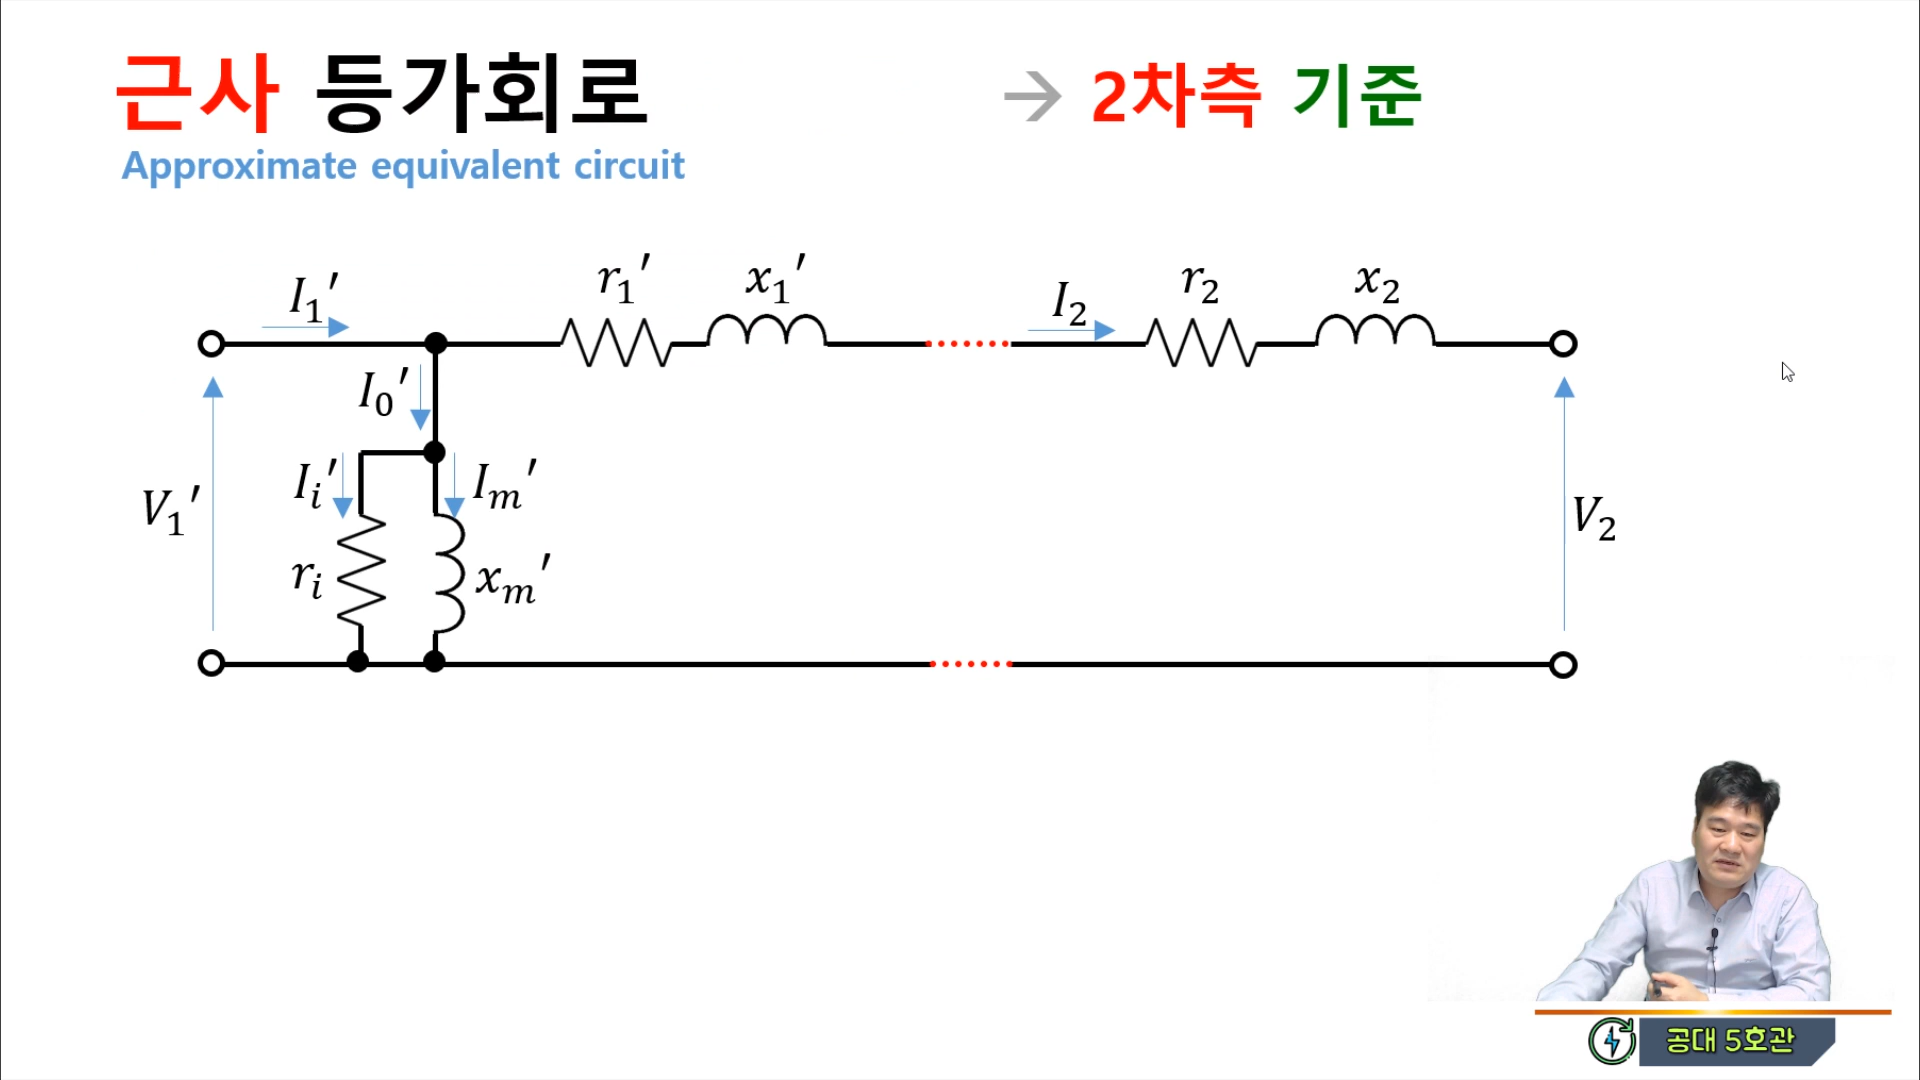 근사 등가회로 → 2차측 기준
Approximate equivalent circuit
I₁′ r₁′ x₁′ I₂ r₂ x₂
I₀′
V₁′ Iᵢ′ Iₘ′ V₂
rᵢ xₘ′
공대 5호관